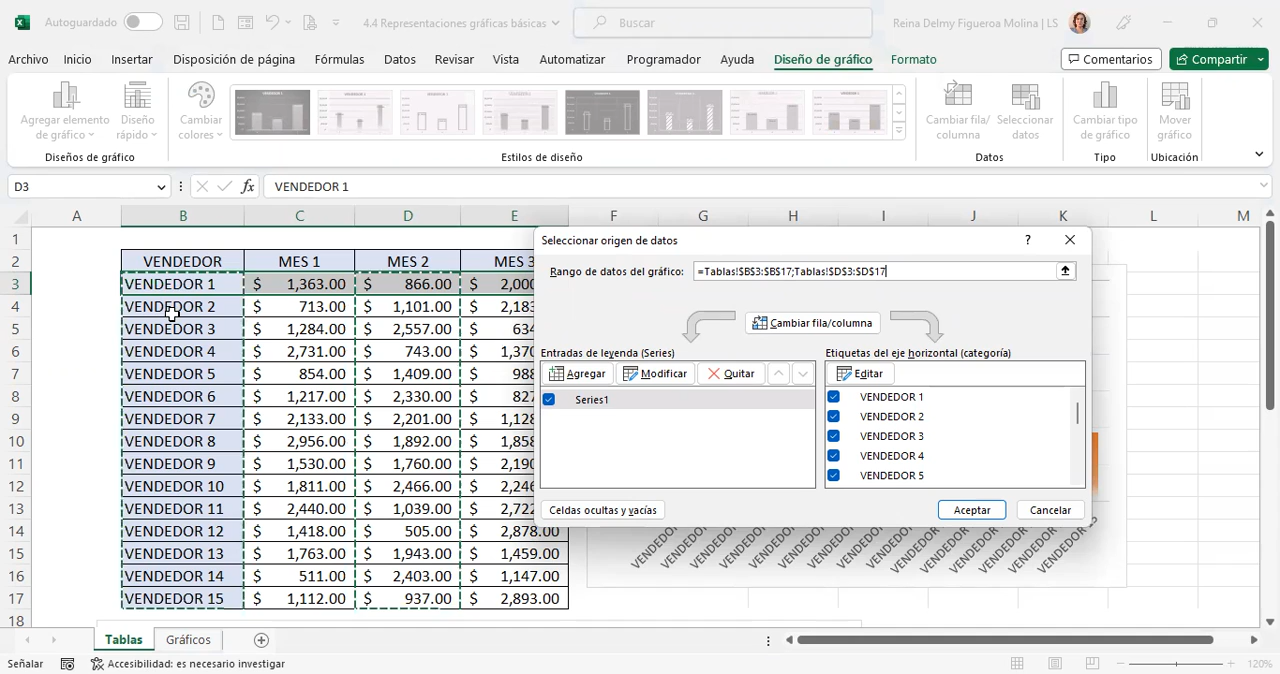 Autoguardado
4.4 Representaciones gráficas básicas
Buscar
Reina Delmy Figueroa Molina | LS
Archivo Inicio Insertar Disposición de página Fórmulas Datos Revisar Vista Automatizar Programador Ayuda Diseño de gráfico Formato
Comentarios Compartir
Agregar elemento de gráfico
Diseño rápido
Cambiar colores
Cambiar fila/ columna
Seleccionar datos
Cambiar tipo de gráfico
Mover gráfico
Diseños de gráfico Estilos de diseño Datos Tipo Ubicación
D3 fx VENDEDOR 1
A B C D E F G H I J K L M
1
2 VENDEDOR MES 1 MES 2 MES 3
3 VENDEDOR 1 $ 1,363.00 $ 866.00 $ 2,000
4 VENDEDOR 2 $ 713.00 $ 1,101.00 $ 2,183
5 VENDEDOR 3 $ 1,284.00 $ 2,557.00 $ 634
6 VENDEDOR 4 $ 2,731.00 $ 743.00 $ 1,370
7 VENDEDOR 5 $ 854.00 $ 1,409.00 $ 988
8 VENDEDOR 6 $ 1,217.00 $ 2,330.00 $ 827
9 VENDEDOR 7 $ 2,133.00 $ 2,201.00 $ 1,128
10 VENDEDOR 8 $ 2,956.00 $ 1,892.00 $ 1,858
11 VENDEDOR 9 $ 1,530.00 $ 1,760.00 $ 2,190
12 VENDEDOR 10 $ 1,811.00 $ 2,466.00 $ 2,246
13 VENDEDOR 11 $ 2,440.00 $ 1,039.00 $ 2,722
14 VENDEDOR 12 $ 1,418.00 $ 505.00 $ 2,878.00
15 VENDEDOR 13 $ 1,763.00 $ 1,943.00 $ 1,459.00
16 VENDEDOR 14 $ 511.00 $ 2,403.00 $ 1,147.00
17 VENDEDOR 15 $ 1,112.00 $ 937.00 $ 2,893.00
18
Seleccionar origen de datos ?
Rango de datos del gráfico: =Tablas!$B$3:$B$17;Tablas!$D$3:$D$17
Cambiar fila/columna
Entradas de leyenda (Series) Etiquetas del eje horizontal (categoría)
Agregar Modificar Quitar Editar
Series1
VENDEDOR 1
VENDEDOR 2
VENDEDOR 3
VENDEDOR 4
VENDEDOR 5
Celdas ocultas y vacías Aceptar Cancelar
Tablas Gráficos
Señalar Accesibilidad: es necesario investigar 120%